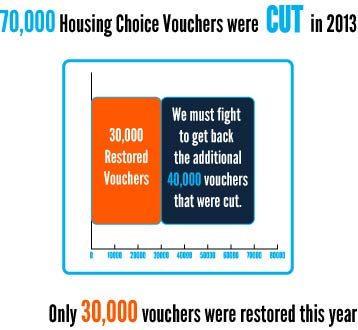 70,000 Housing Choice Vouchers were CUT in 2013
30,000
Restored
Vouchers
We must fight
to get back
the additional
40,000 vouchers
that were cut.
0 10000 20000 30000 40000 50000 60000 70000 80000
Only 30,000 vouchers were restored this year